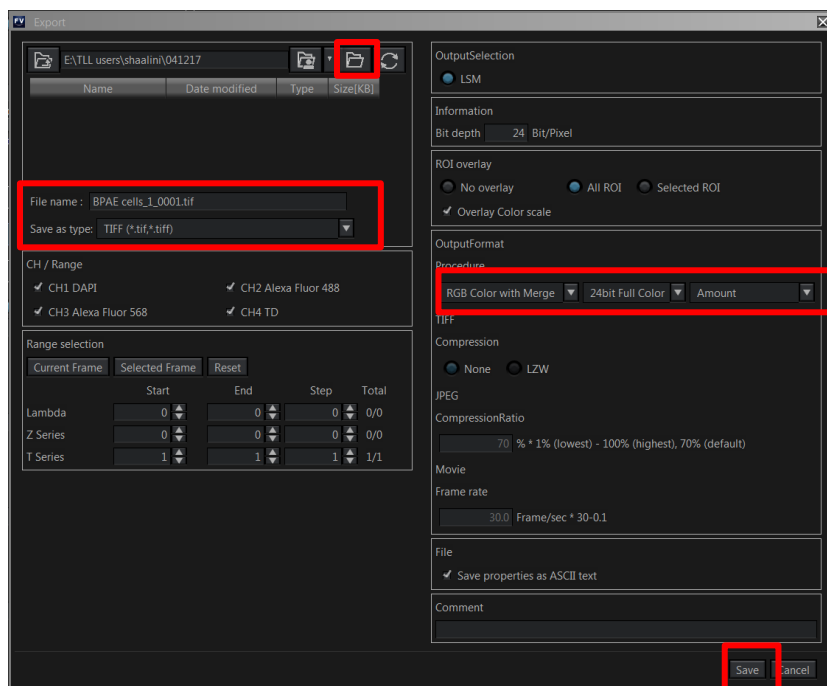 FV Export
E:\TLL users\shaalini\041217
Name Date modified Type Size[KB]
File name : BPAE cells_1_0001.tif
Save as type: TIFF (*.tif,*.tiff)
CH / Range
CH1 DAPI CH2 Alexa Fluor 488
CH3 Alexa Fluor 568 CH4 TD
Range selection
Current Frame Selected Frame Reset
Start End Step Total
Lambda 0 0 0 0/0
Z Series 0 0 0 0/0
T Series 1 1 1 1/1
OutputSelection
LSM
Information
Bit depth 24 Bit/Pixel
ROI overlay
No overlay All ROI Selected ROI
Overlay Color scale
OutputFormat
Procedure
RGB Color with Merge 24bit Full Color Amount
TIFF
Compression
None LZW
JPEG
CompressionRatio
70 % * 1% (lowest) - 100% (highest), 70% (default)
Movie
Frame rate
30.0 Frame/sec * 30-0.1
File
Save properties as ASCII text
Comment
Save Cancel